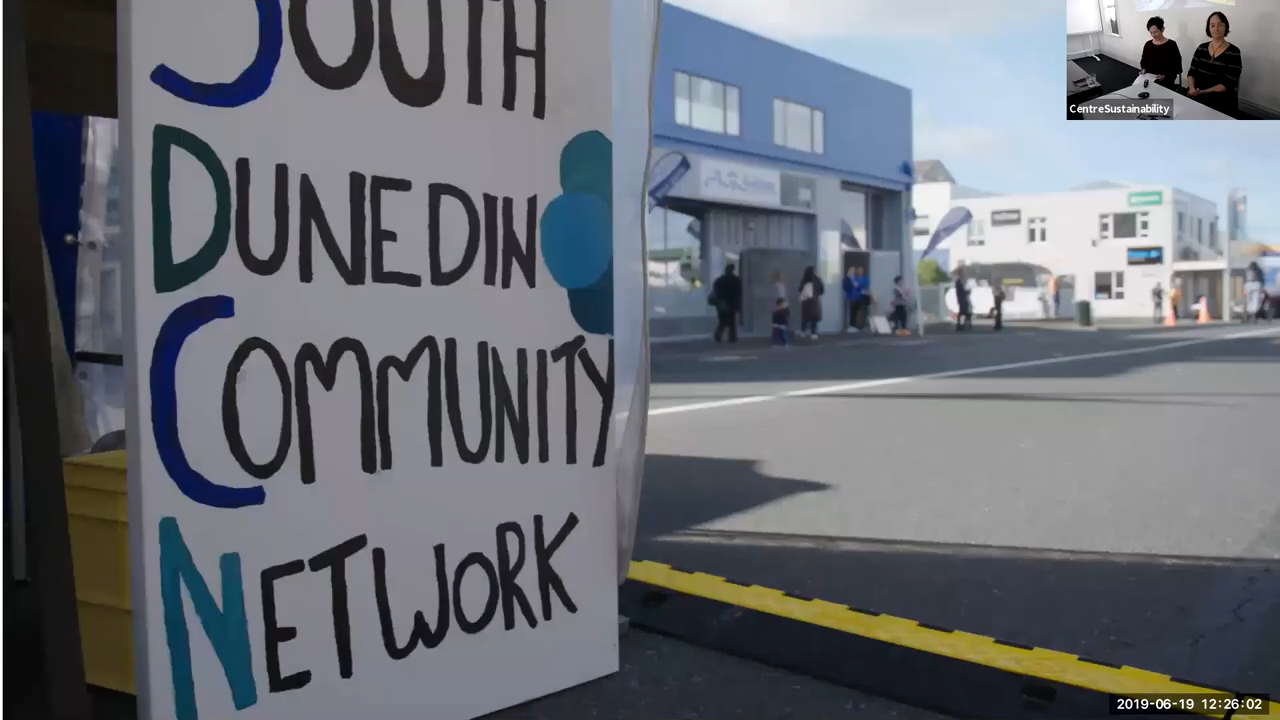 SOUTH
DUNEDIN
COMMUNITY
NETWORK
CentreSustainability
2019-06-19 12:26:02